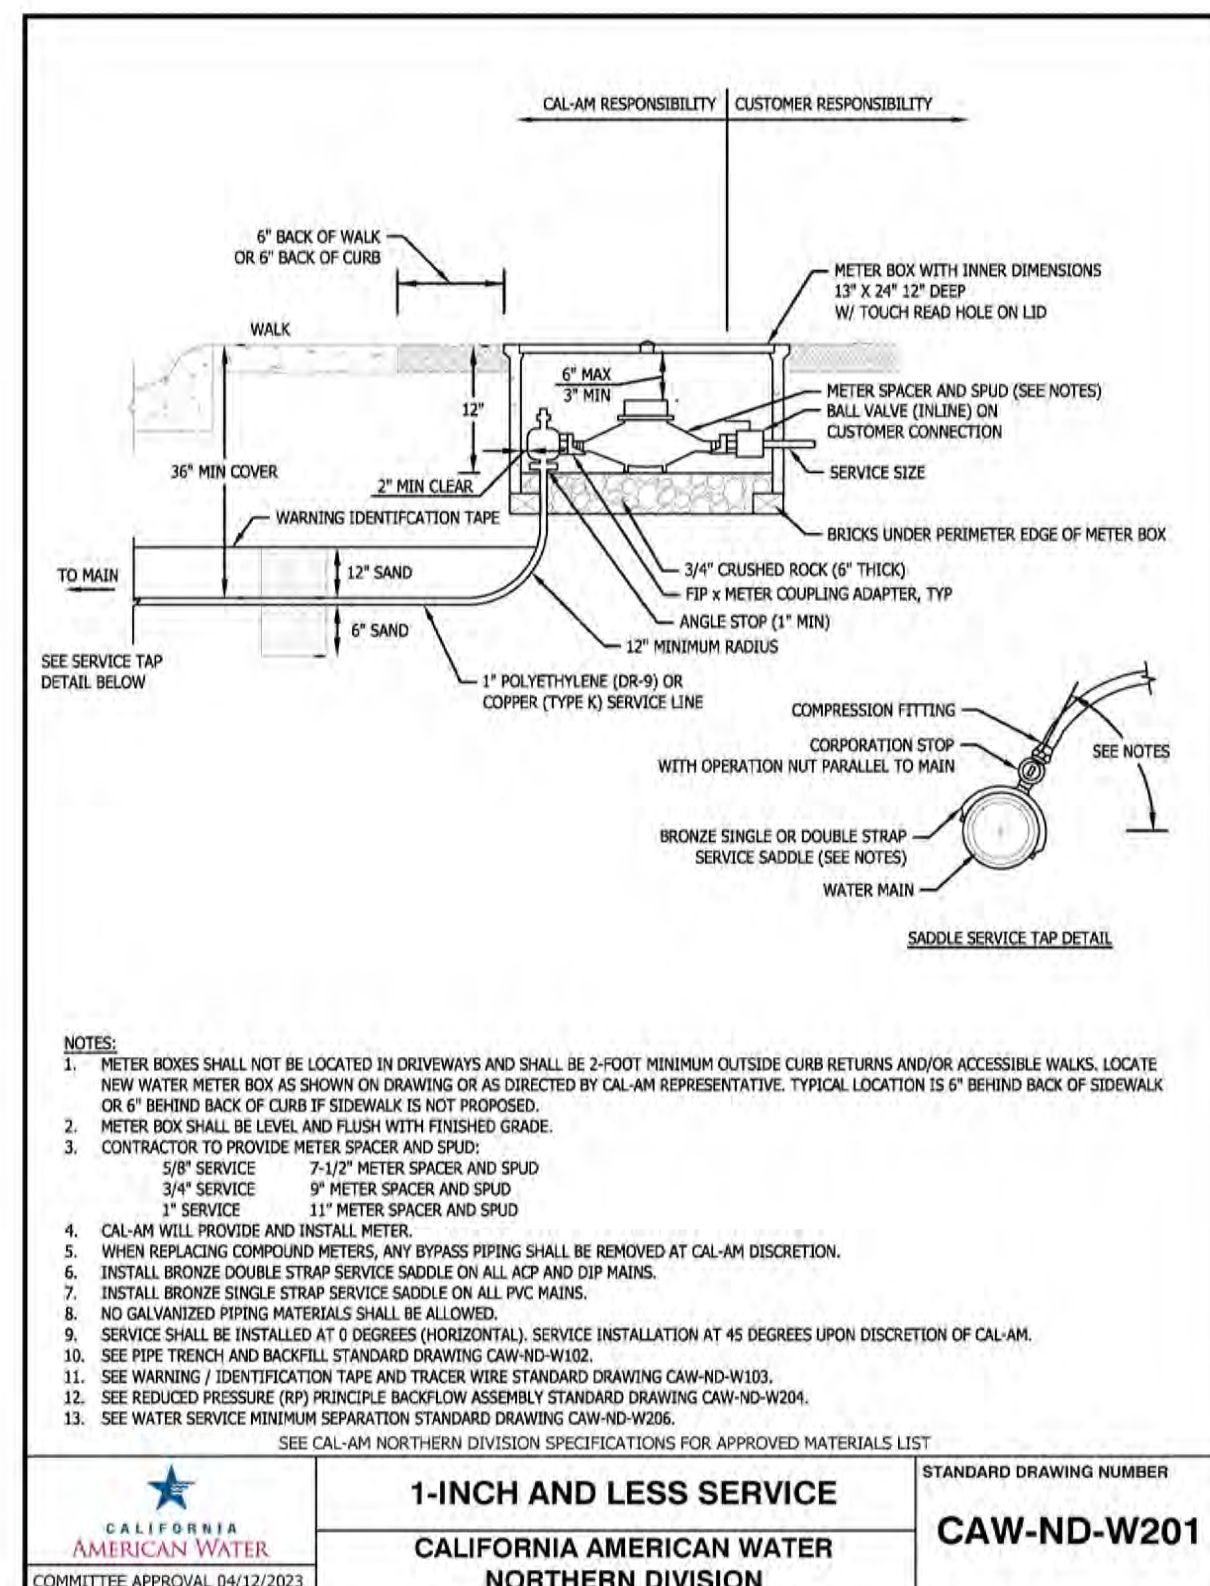 CAL-AM RESPONSIBILITY
CUSTOMER RESPONSIBILITY
6" BACK OF WALK
OR 6" BACK OF CURB
METER BOX WITH INNER DIMENSIONS
13" X 24" 12" DEEP
W/ TOUCH READ HOLE ON LID
WALK
6" MAX
3" MIN
METER SPACER AND SPUD (SEE NOTES)
12"
BALL VALVE (INLINE) ON
CUSTOMER CONNECTION
36" MIN COVER
SERVICE SIZE
2" MIN CLEAR
WARNING IDENTIFCATION TAPE
BRICKS UNDER PERIMETER EDGE OF METER BOX
TO MAIN
12" SAND
3/4" CRUSHED ROCK (6" THICK)
FIP x METER COUPLING ADAPTER, TYP
ANGLE STOP (1" MIN)
6" SAND
12" MINIMUM RADIUS
SEE SERVICE TAP
DETAIL BELOW
1" POLYETHYLENE (DR-9) OR
COPPER (TYPE K) SERVICE LINE
COMPRESSION FITTING
CORPORATION STOP
WITH OPERATION NUT PARALLEL TO MAIN
SEE NOTES
BRONZE SINGLE OR DOUBLE STRAP
SERVICE SADDLE (SEE NOTES)
WATER MAIN
SADDLE SERVICE TAP DETAIL
NOTES:
1. METER BOXES SHALL NOT BE LOCATED IN DRIVEWAYS AND SHALL BE 2-FOOT MINIMUM OUTSIDE CURB RETURNS AND/OR ACCESSIBLE WALKS. LOCATE
NEW WATER METER BOX AS SHOWN ON DRAWING OR AS DIRECTED BY CAL-AM REPRESENTATIVE. TYPICAL LOCATION IS 6" BEHIND BACK OF SIDEWALK
OR 6" BEHIND BACK OF CURB IF SIDEWALK IS NOT PROPOSED.
2. METER BOX SHALL BE LEVEL AND FLUSH WITH FINISHED GRADE.
3. CONTRACTOR TO PROVIDE METER SPACER AND SPUD:
5/8" SERVICE 7-1/2" METER SPACER AND SPUD
3/4" SERVICE 9" METER SPACER AND SPUD
1" SERVICE 11" METER SPACER AND SPUD
4. CAL-AM WILL PROVIDE AND INSTALL METER.
5. WHEN REPLACING COMPOUND METERS, ANY BYPASS PIPING SHALL BE REMOVED AT CAL-AM DISCRETION.
6. INSTALL BRONZE DOUBLE STRAP SERVICE SADDLE ON ALL ACP AND DIP MAINS.
7. INSTALL BRONZE SINGLE STRAP SERVICE SADDLE ON ALL PVC MAINS.
8. NO GALVANIZED PIPING MATERIALS SHALL BE ALLOWED.
9. SERVICE SHALL BE INSTALLED AT 0 DEGREES (HORIZONTAL). SERVICE INSTALLATION AT 45 DEGREES UPON DISCRETION OF CAL-AM.
10. SEE PIPE TRENCH AND BACKFILL STANDARD DRAWING CAW-ND-W102.
11. SEE WARNING / IDENTIFICATION TAPE AND TRACER WIRE STANDARD DRAWING CAW-ND-W103.
12. SEE REDUCED PRESSURE (RP) PRINCIPLE BACKFLOW ASSEMBLY STANDARD DRAWING CAW-ND-W204.
13. SEE WATER SERVICE MINIMUM SEPARATION STANDARD DRAWING CAW-ND-W206.
SEE CAL-AM NORTHERN DIVISION SPECIFICATIONS FOR APPROVED MATERIALS LIST
CALIFORNIA
AMERICAN WATER
COMMITTEE APPROVAL 04/12/2023
1-INCH AND LESS SERVICE
CALIFORNIA AMERICAN WATER
NORTHERN DIVISION
STANDARD DRAWING NUMBER
CAW-ND-W201